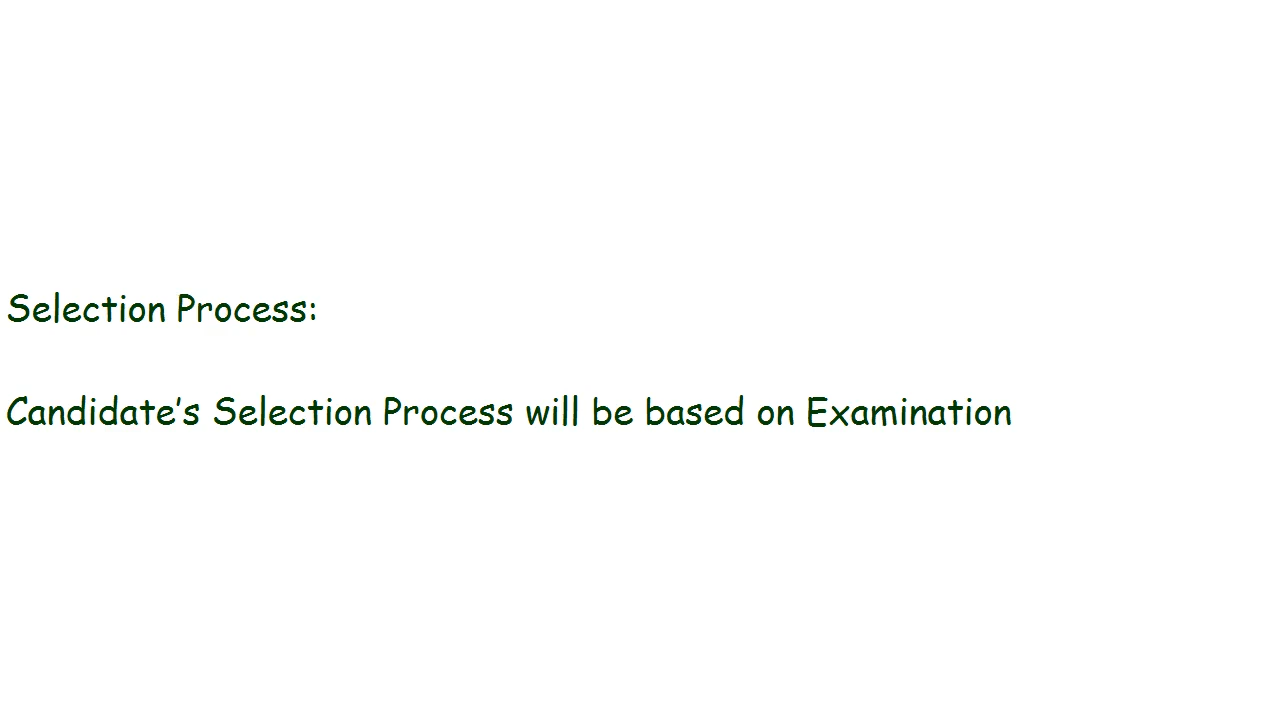 Selection Process:
Candidate's Selection Process will be based on Examination